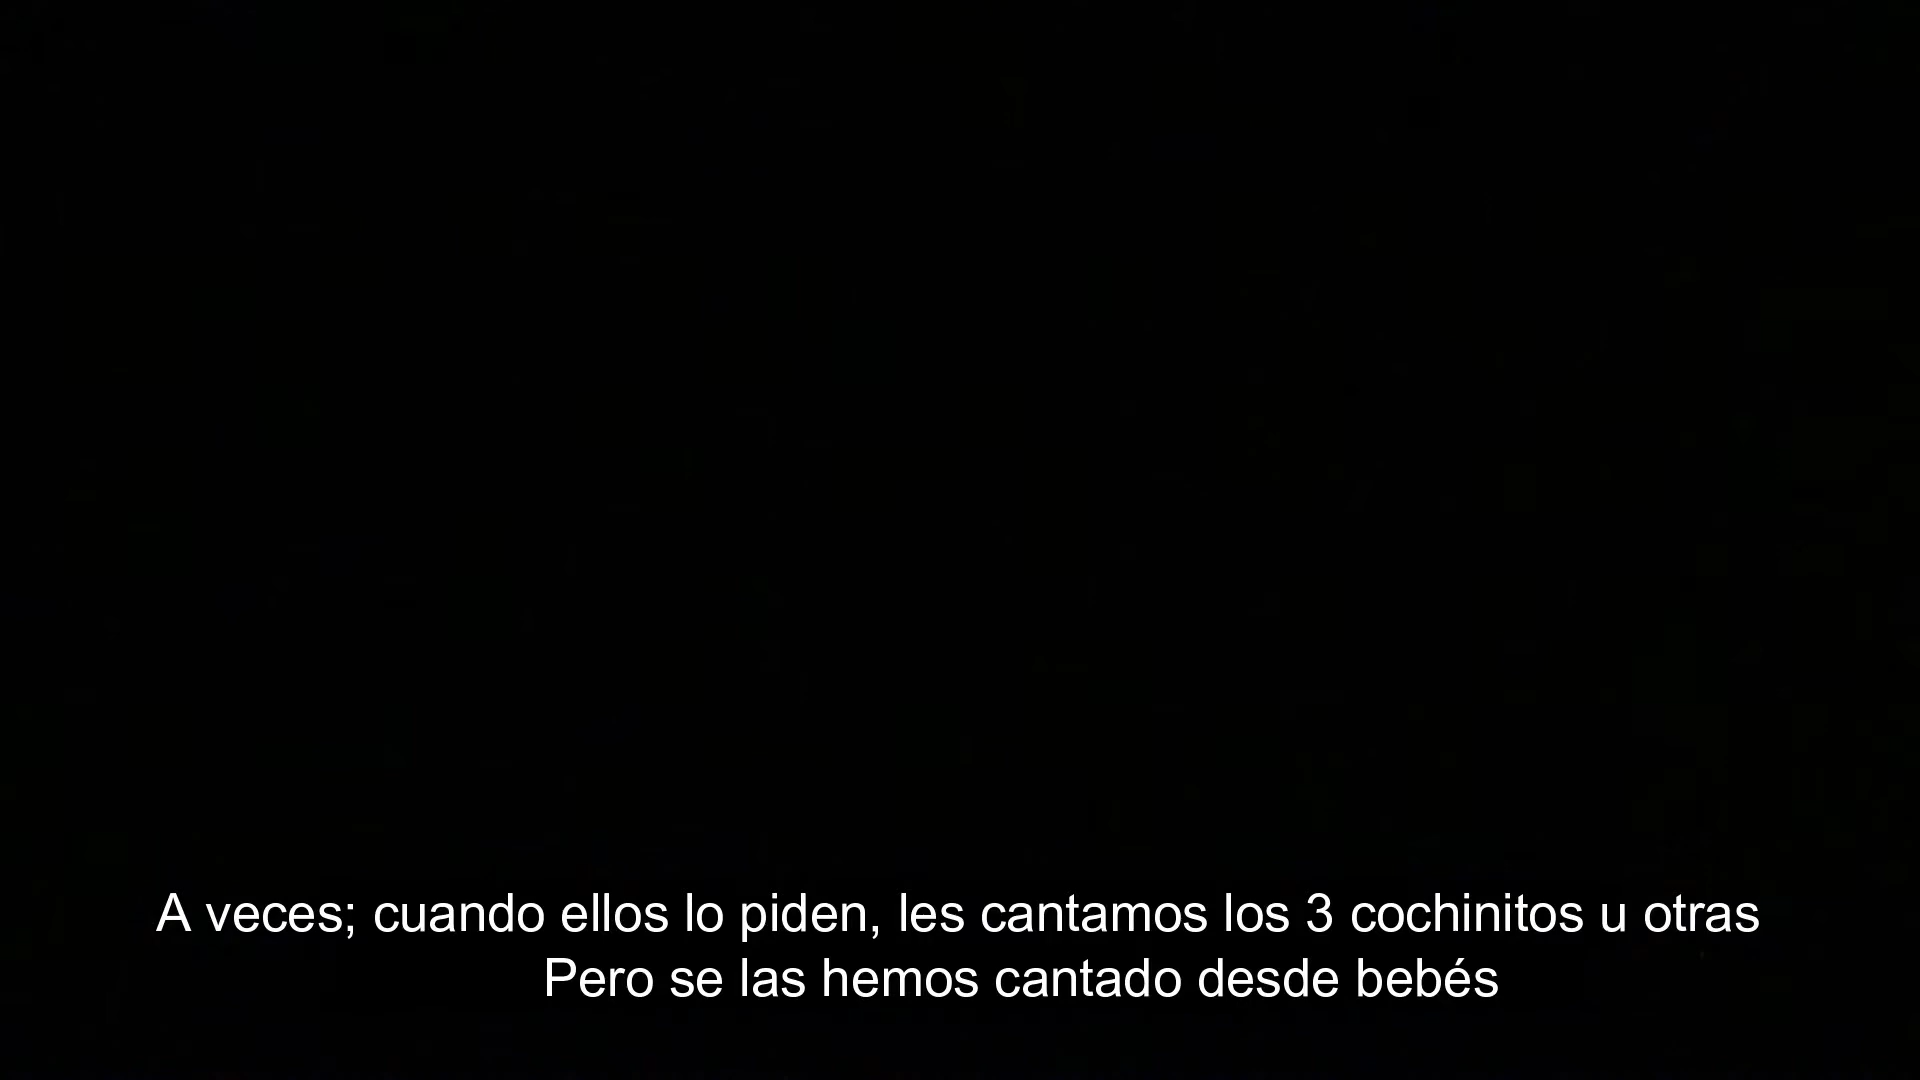 A veces; cuando ellos lo piden, les cantamos los 3 cochinitos u otras
Pero se las hemos cantado desde bebés